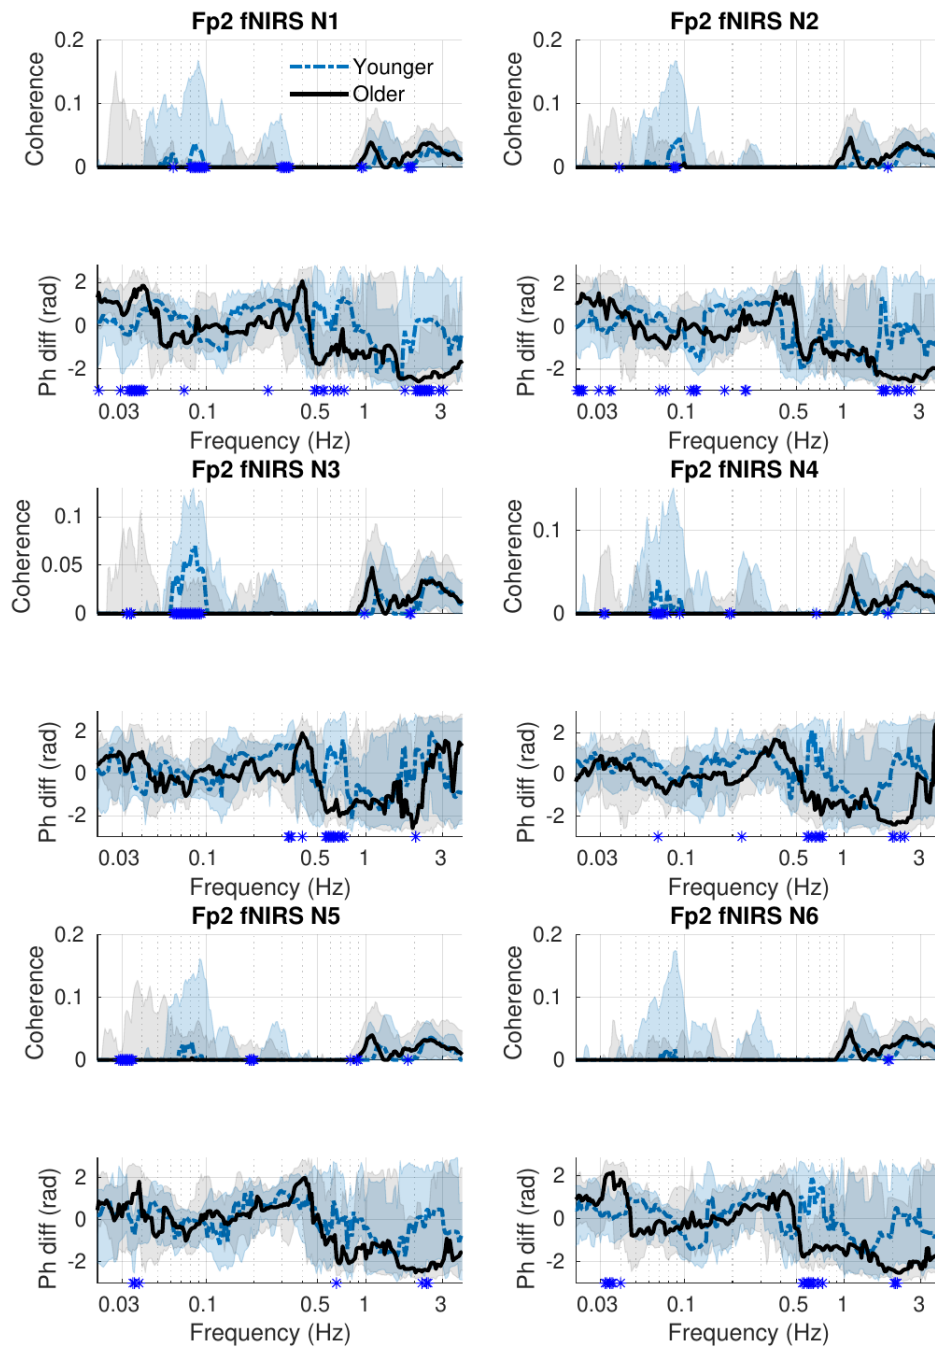 Fp2 fNIRS N1
Fp2 fNIRS N2
0.2
0.1
0
Coherence
Younger
Older
0.2
0.1
0
Coherence
2
0
-2
Ph diff (rad)
0.03 0.1 0.5 1 3
Frequency (Hz)
2
0
-2
Ph diff (rad)
0.03 0.1 0.5 1 3
Frequency (Hz)
Fp2 fNIRS N3
Fp2 fNIRS N4
0.1
0.05
0
Coherence
0.1
0
Coherence
2
0
-2
Ph diff (rad)
0.03 0.1 0.5 1 3
Frequency (Hz)
2
0
-2
Ph diff (rad)
0.03 0.1 0.5 1 3
Frequency (Hz)
Fp2 fNIRS N5
Fp2 fNIRS N6
0.2
0.1
0
Coherence
0.2
0.1
0
Coherence
2
0
-2
Ph diff (rad)
0.03 0.1 0.5 1 3
Frequency (Hz)
2
0
-2
Ph diff (rad)
0.03 0.1 0.5 1 3
Frequency (Hz)